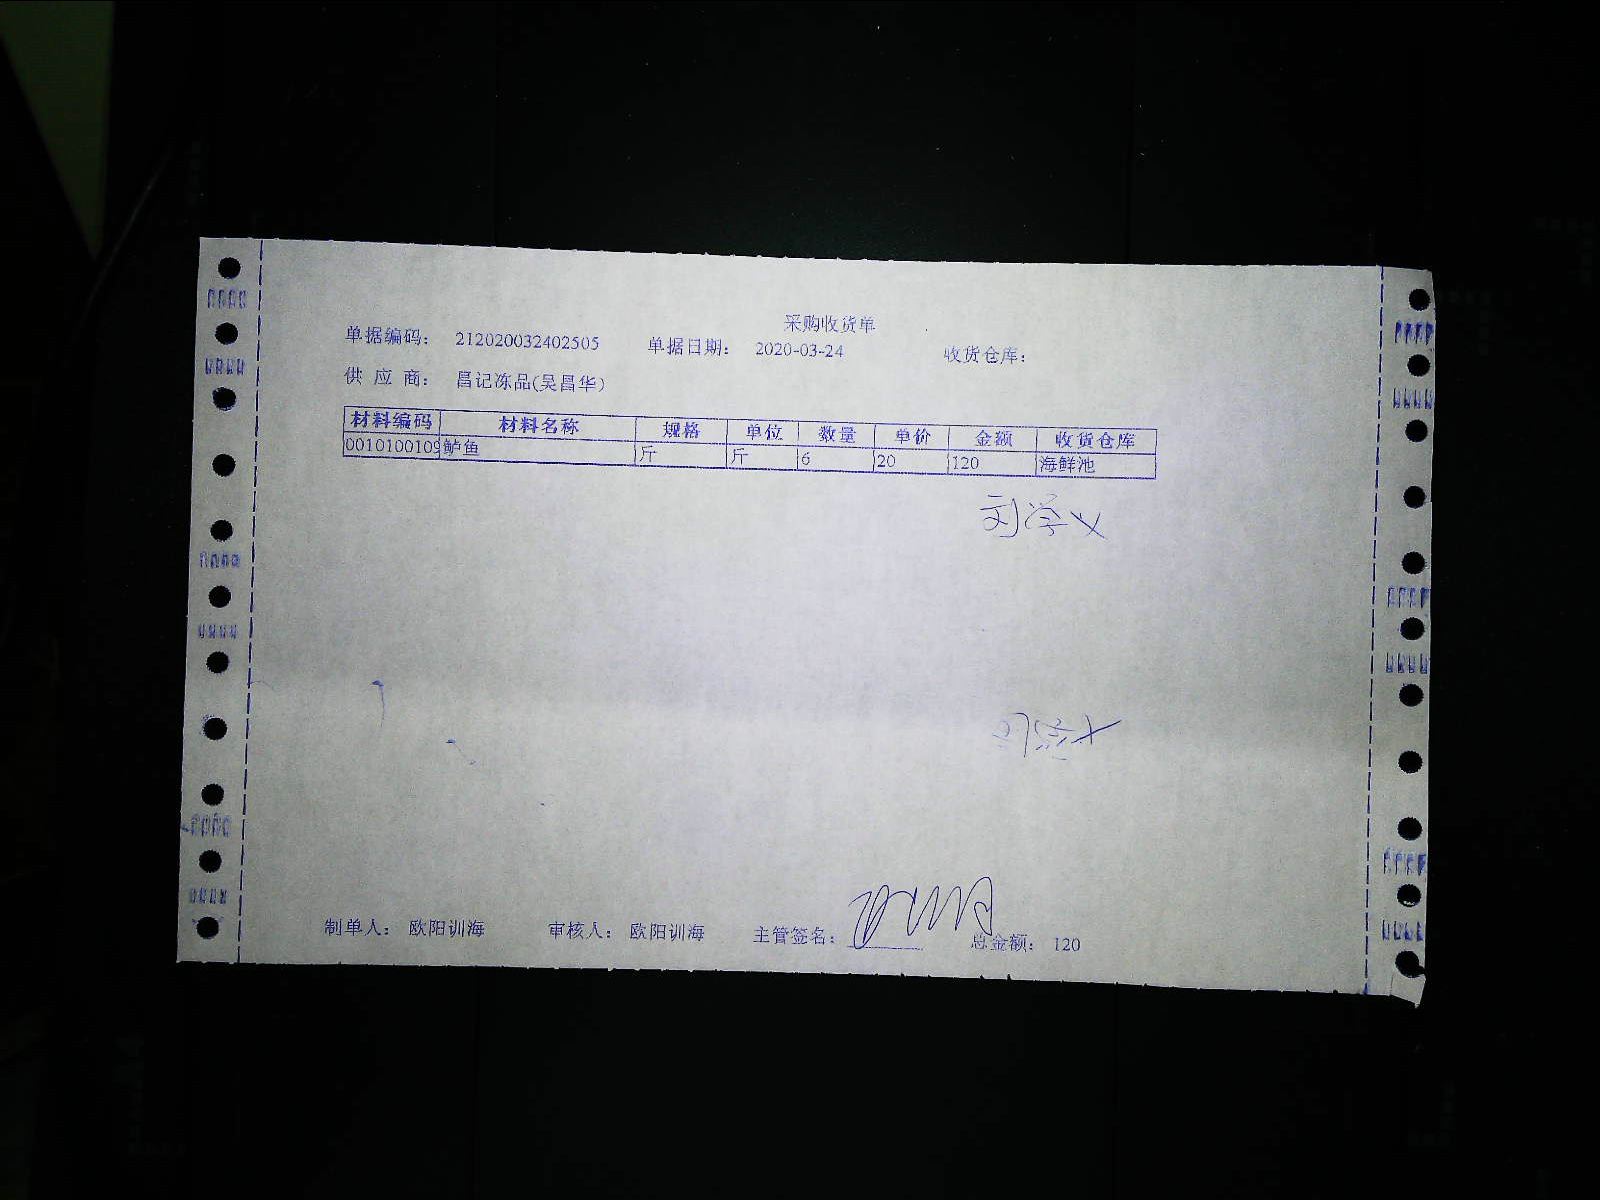 采购收货单
单据编码： 212020032402505 单据日期： 2020-03-24 收货仓库：
供 应 商： 昌记冻品(吴昌华)
材料编码 材料名称 规格 单位 数量 单价 金额 收货仓库
0010100109 鲈鱼 斤 斤 6 20 120 海鲜池
刘学义
制单人： 欧阳训海 审核人： 欧阳训海 主管签名： 总金额： 120